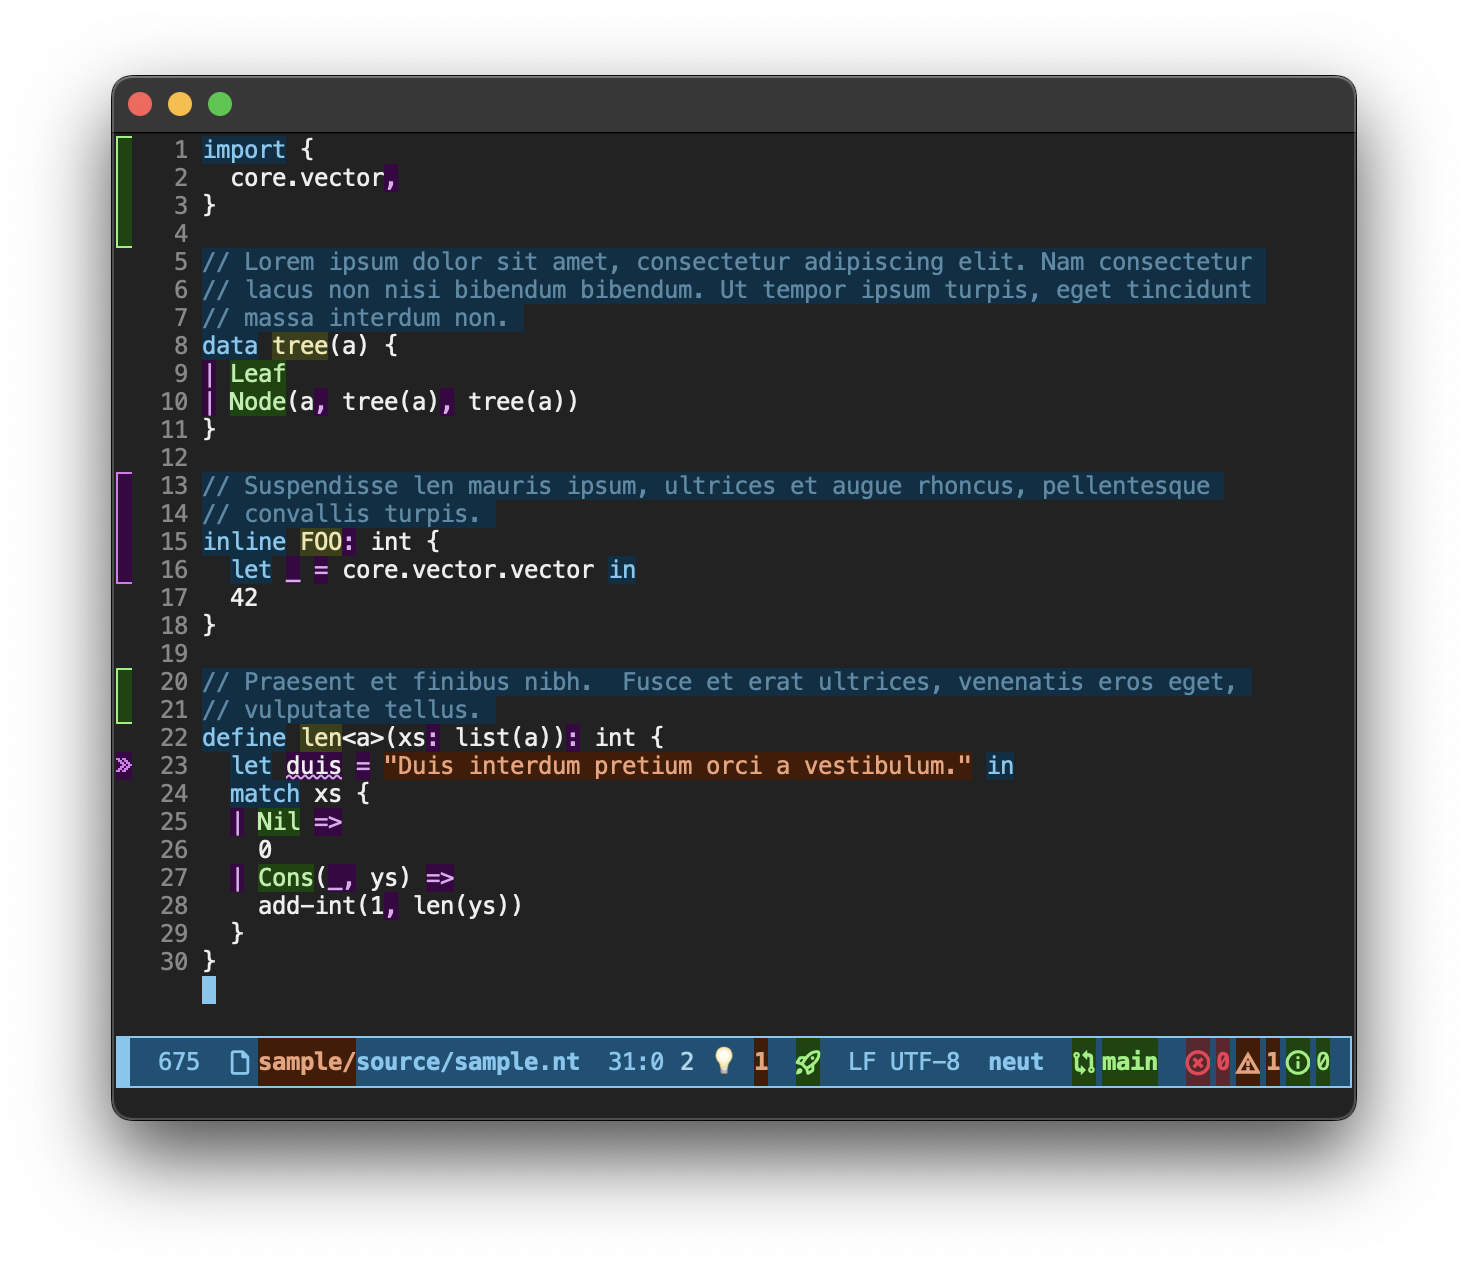 1 import {
2   core.vector,
3 }
4
5 // Lorem ipsum dolor sit amet, consectetur adipiscing elit. Nam consectetur
6 // lacus non nisi bibendum bibendum. Ut tempor ipsum turpis, eget tincidunt
7 // massa interdum non.
8 data tree(a) {
9 | Leaf
10 | Node(a, tree(a), tree(a))
11 }
12
13 // Suspendisse len mauris ipsum, ultrices et augue rhoncus, pellentesque
14 // convallis turpis.
15 inline FOO: int {
16   let _ = core.vector.vector in
17   42
18 }
19
20 // Praesent et finibus nibh.  Fusce et erat ultrices, venenatis eros eget,
21 // vulputate tellus.
22 define len<a>(xs: list(a)): int {
23   let duis = "Duis interdum pretium orci a vestibulum." in
24   match xs {
25   | Nil =>
26     0
27   | Cons(_, ys) =>
28     add-int(1, len(ys))
29   }
30 }
675 sample/source/sample.nt 31:0 2 1 LF UTF-8 neut main 0 1 0